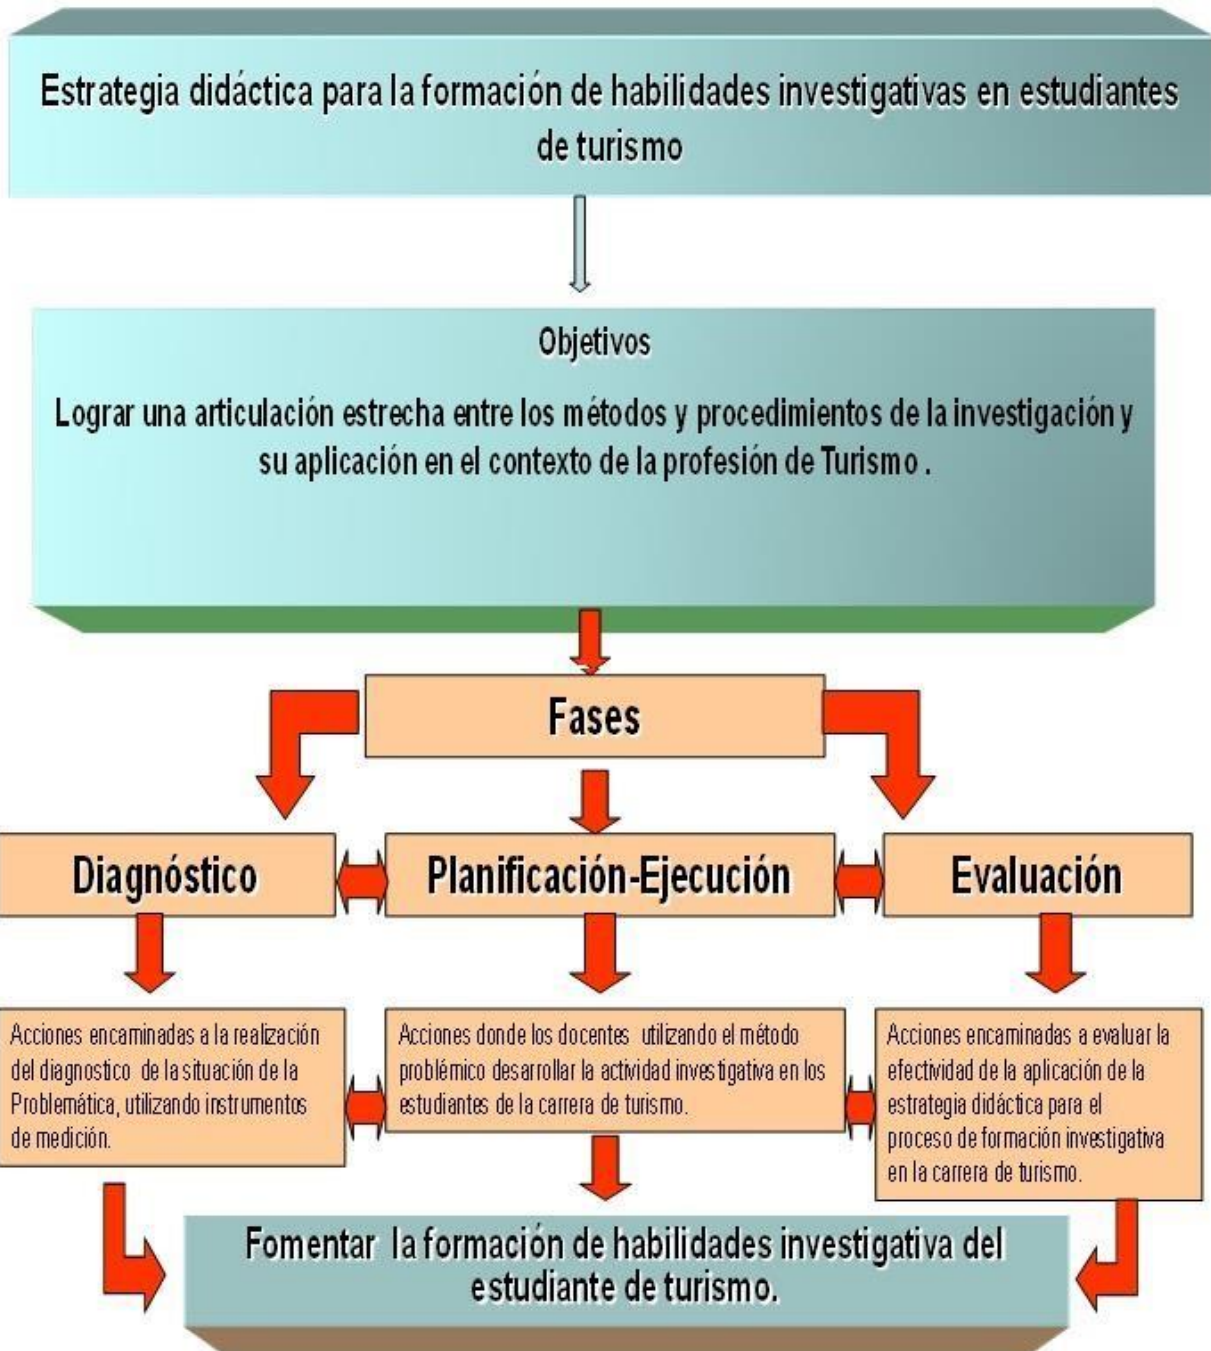 Estrategia didáctica para la formación de habilidades investigativas en estudiantes
de turismo
Objetivos
Lograr una articulación estrecha entre los métodos y procedimientos de la investigación y
su aplicación en el contexto de la profesión de Turismo .
Fases
Diagnóstico
Planificación-Ejecución
Evaluación
Acciones encaminadas a la realización
del diagnostico de la situación de la
Problemática, utilizando instrumentos
de medición.
Acciones donde los docentes utilizando el método
problémico desarrollar la actividad investigativa en los
estudiantes de la carrera de turismo.
Acciones encaminadas a evaluar la
efectividad de la aplicación de la
estrategia didáctica para el
proceso de formación investigativa
en la carrera de turismo.
Fomentar la formación de habilidades investigativa del
estudiante de turismo.